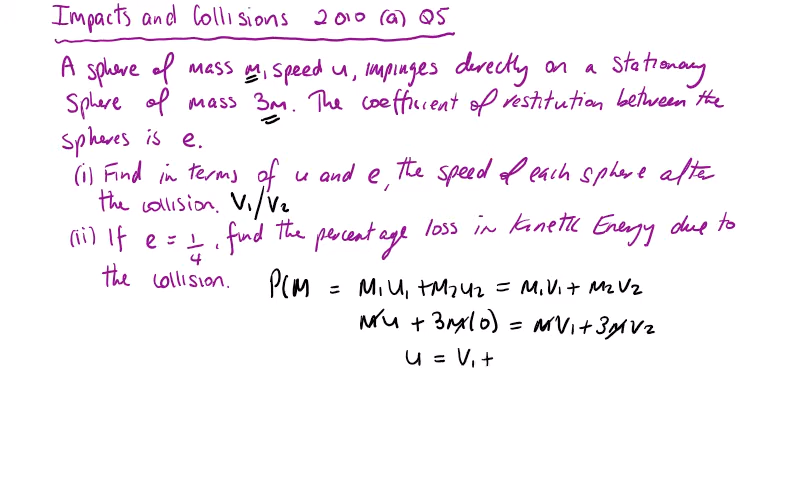 Impacts and Collisions 2010 (a) Q5
A sphere of mass m, speed u, impinges directly on a stationary
sphere of mass 3m. The coefficient of restitution between the
spheres is e.
(i) Find in terms of u and e, the speed of each sphere after
the collision. V₁/V₂
(ii) If e = 1/4, find the percentage loss in Kinetic Energy due to
the collision.
PCM = M₁U₁ + M₂U₂ = M₁V₁ + M₂V₂
MU + 3M(0) = MV₁ + 3MV₂
U = V₁ +